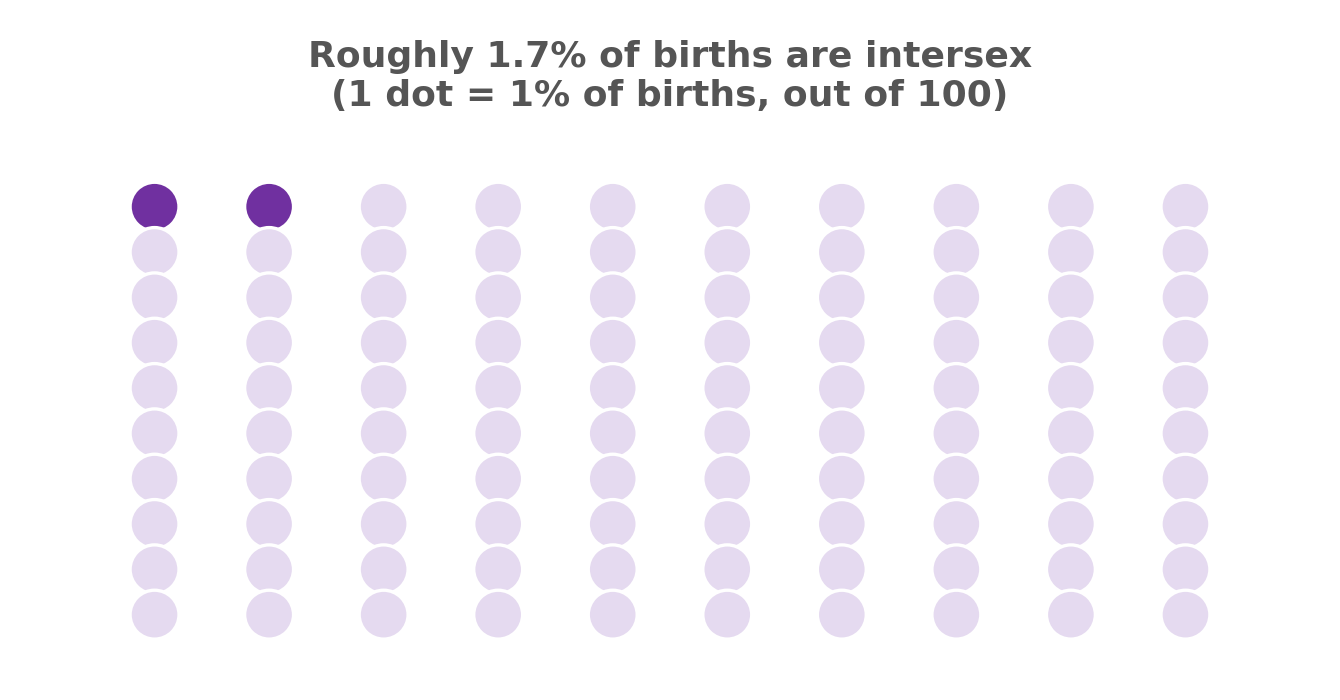 Roughly 1.7% of births are intersex
(1 dot = 1% of births, out of 100)